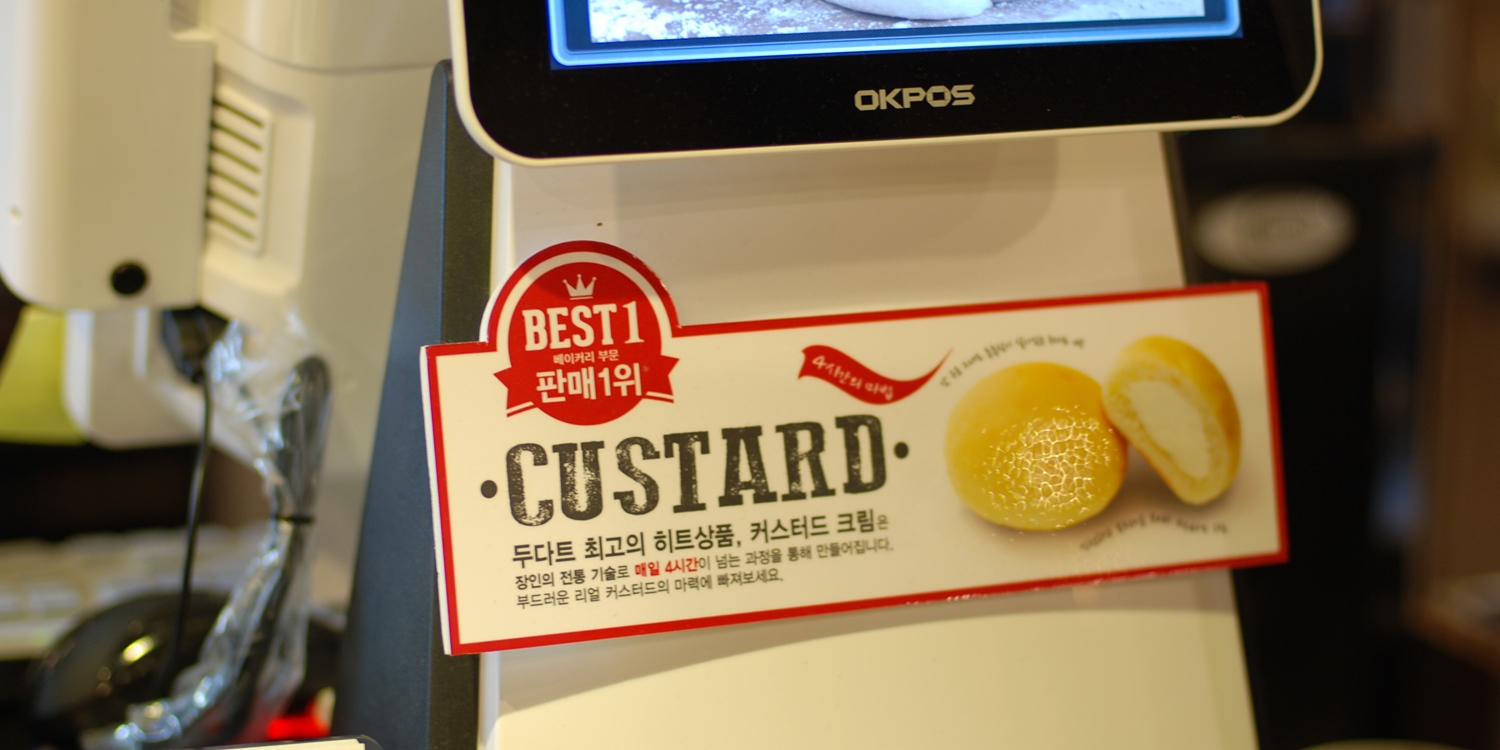 OKPOS
BEST 1
베이커리 부문
판매1위
4시간의 마법
·CUSTARD·
두다트 최고의 히트상품, 커스터드 크림은
장인의 전통 기술로 매일 4시간이 넘는 과정을 통해 만들어집니다.
부드러운 리얼 커스터드의 마력에 빠져보세요.